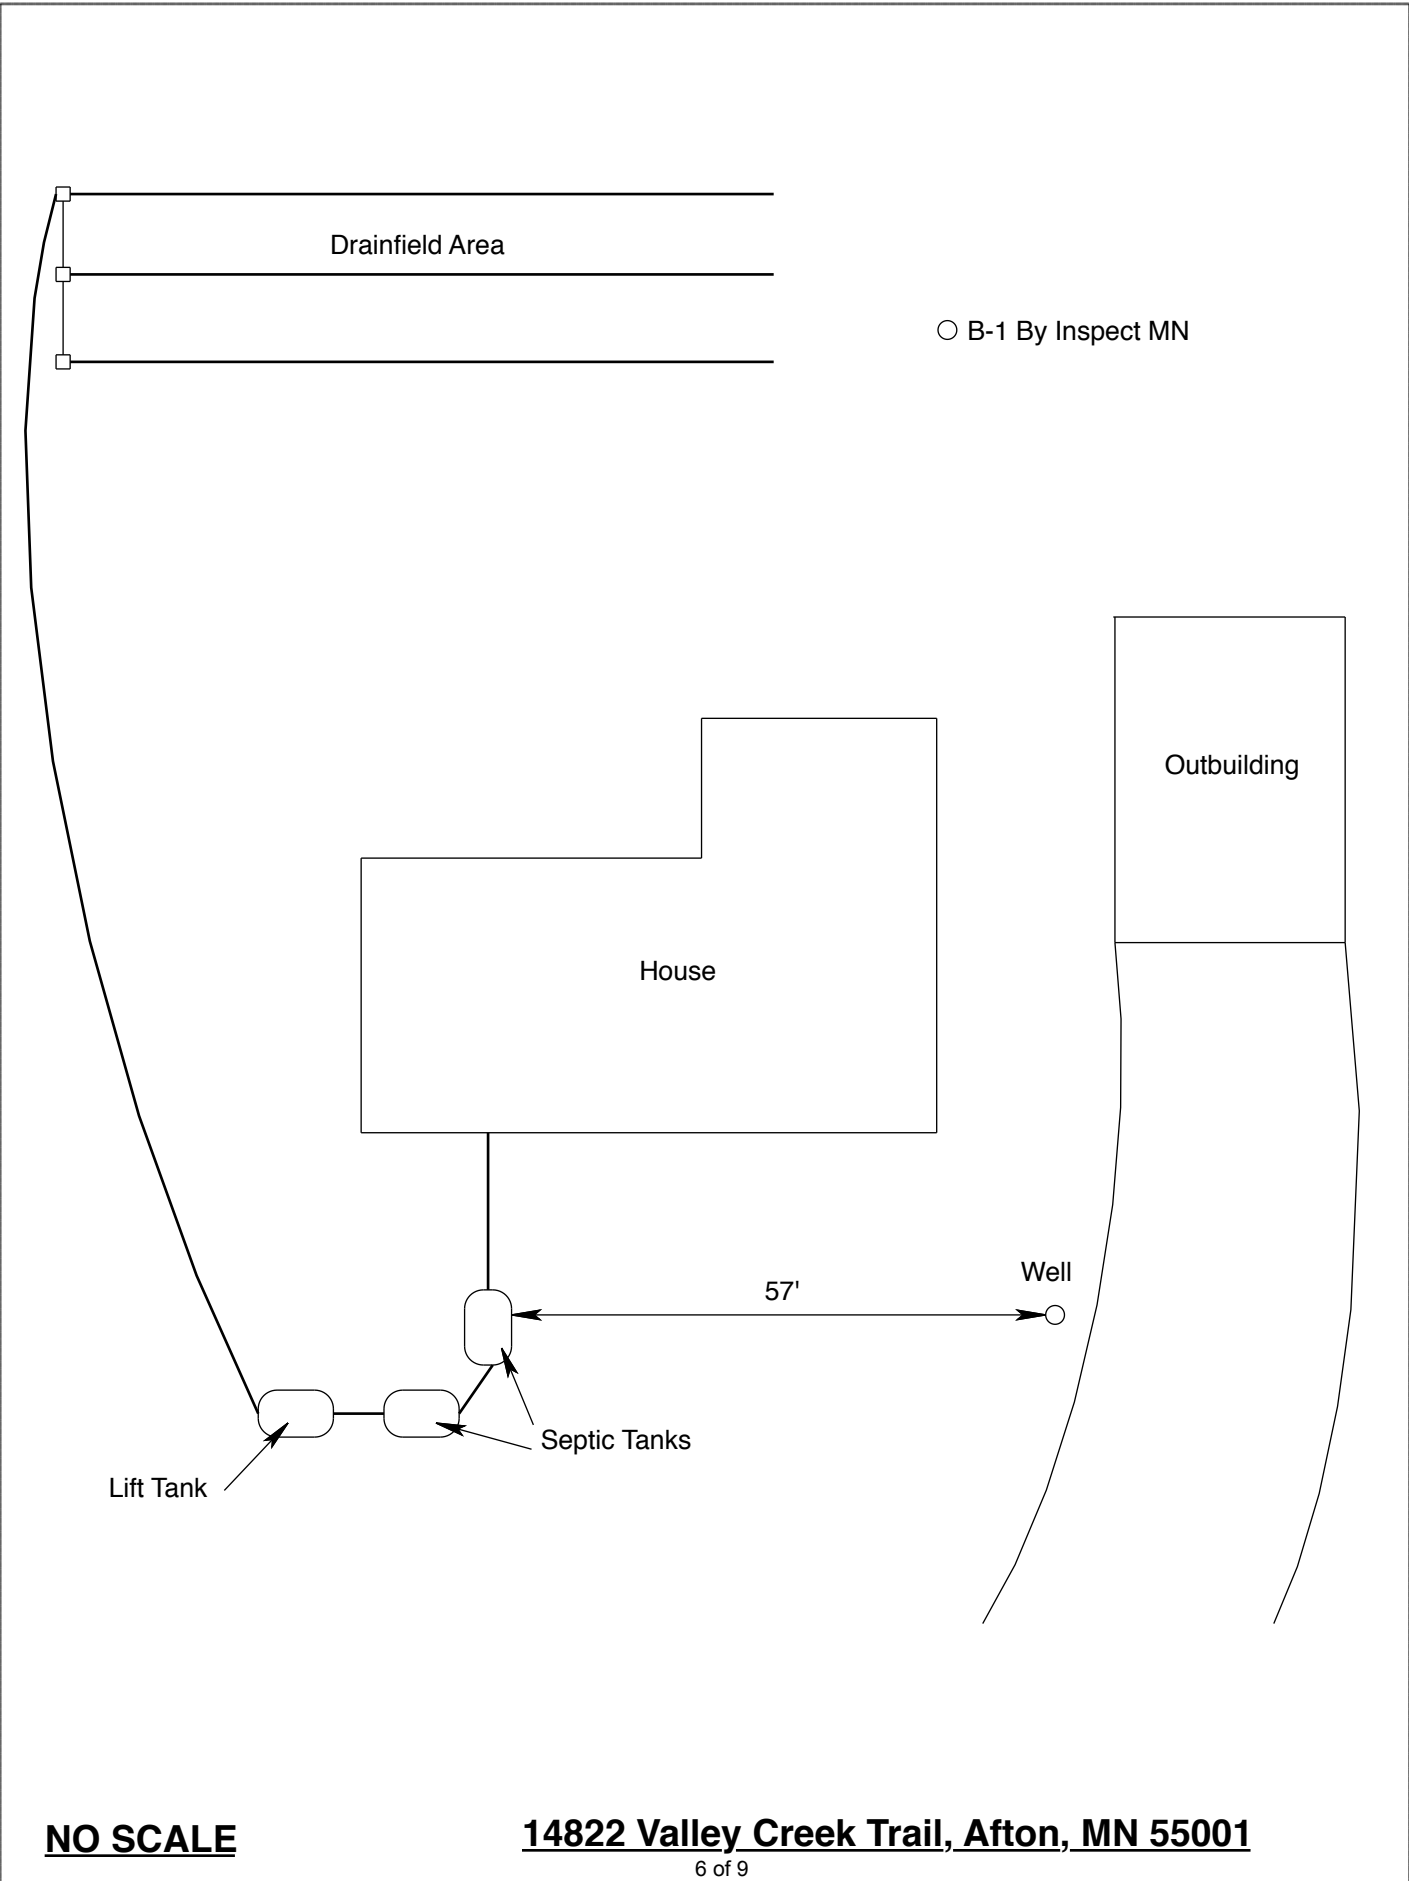 Drainfield Area
B-1 By Inspect MN
Outbuilding
House
Well
57'
Septic Tanks
Lift Tank
NO SCALE
14822 Valley Creek Trail, Afton, MN 55001
6 of 9